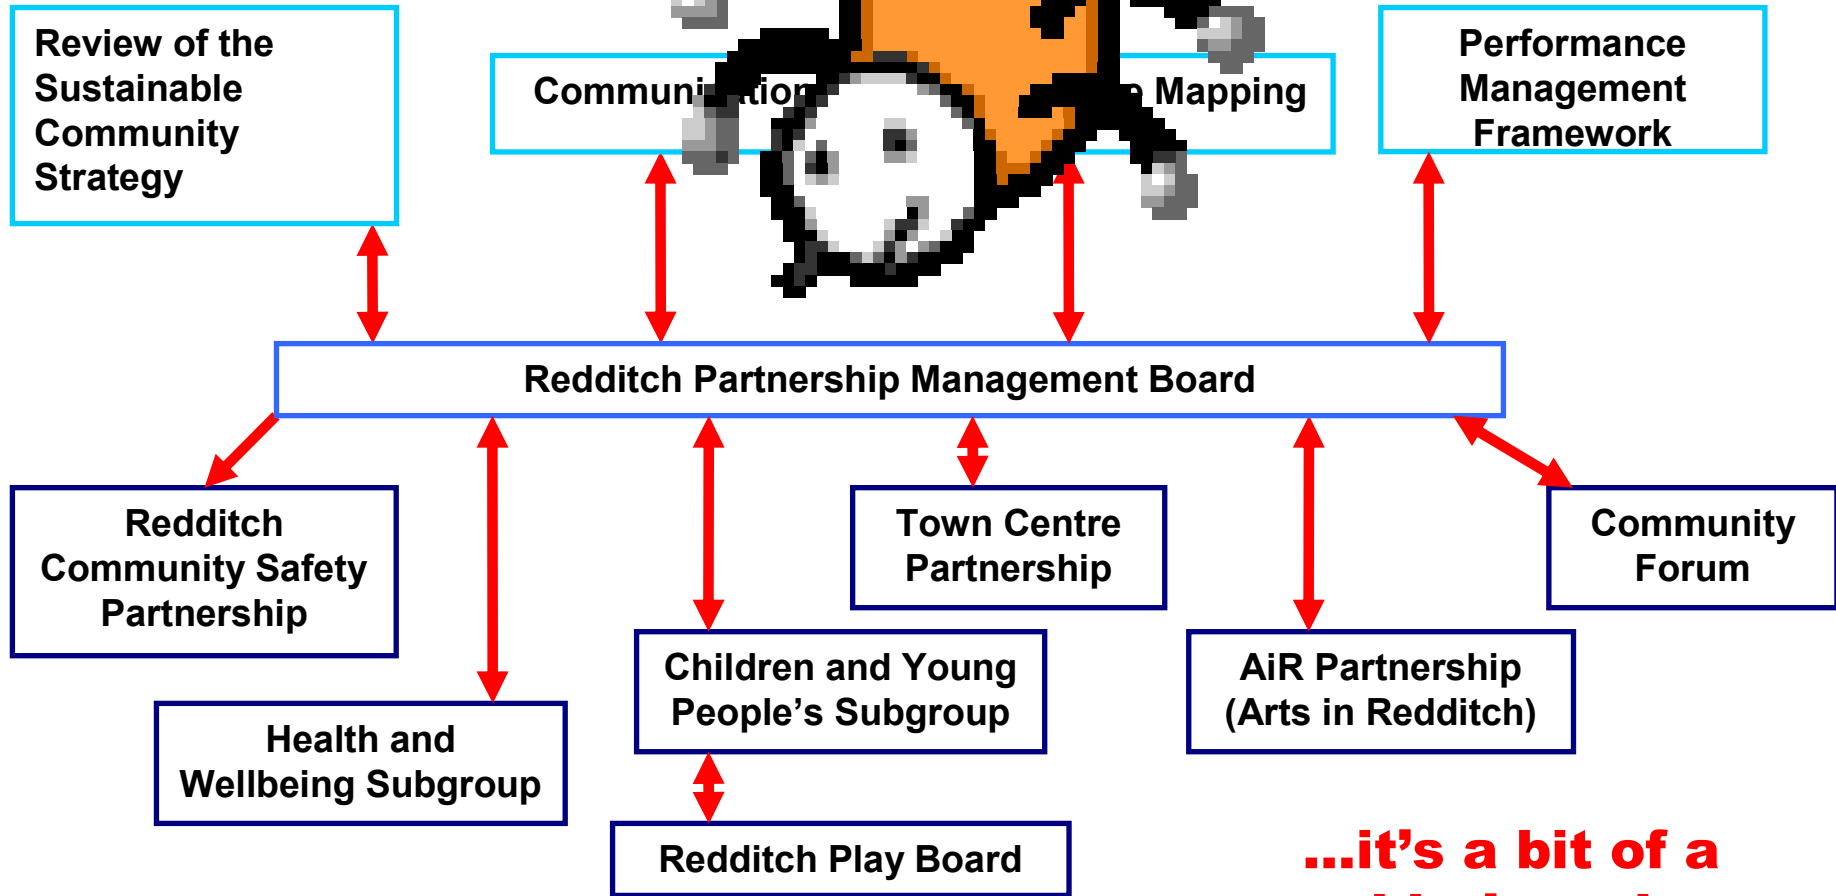 Review of the
Sustainable
Community
Strategy
Mapping
Performance
Management
Framework
Redditch Partnership Management Board
Redditch
Community Safety
Partnership
Town Centre
Partnership
Community
Forum
Children and Young
People’s Subgroup
AiR Partnership
(Arts in Redditch)
Health and
Wellbeing Subgroup
Redditch Play Board
...it’s a bit of a